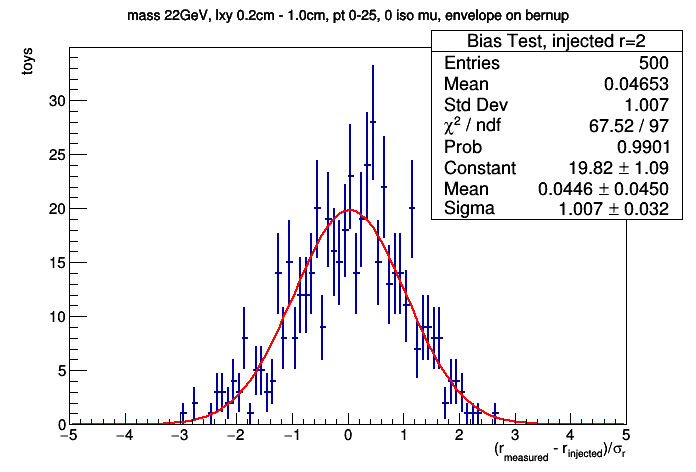 mass 22GeV, lxy 0.2cm - 1.0cm, pt 0-25, 0 iso mu, envelope on bernup
Bias Test, injected r=2
Entries 500
Mean 0.04653
Std Dev 1.007
χ² / ndf 67.52 / 97
Prob 0.9901
Constant 19.82 ± 1.09
Mean 0.0446 ± 0.0450
Sigma 1.007 ± 0.032
toys
30
25
20
15
10
5
0
−5 −4 −3 −2 −1 0 1 2 3 4 5
(r_measured - r_injected)/σ_r